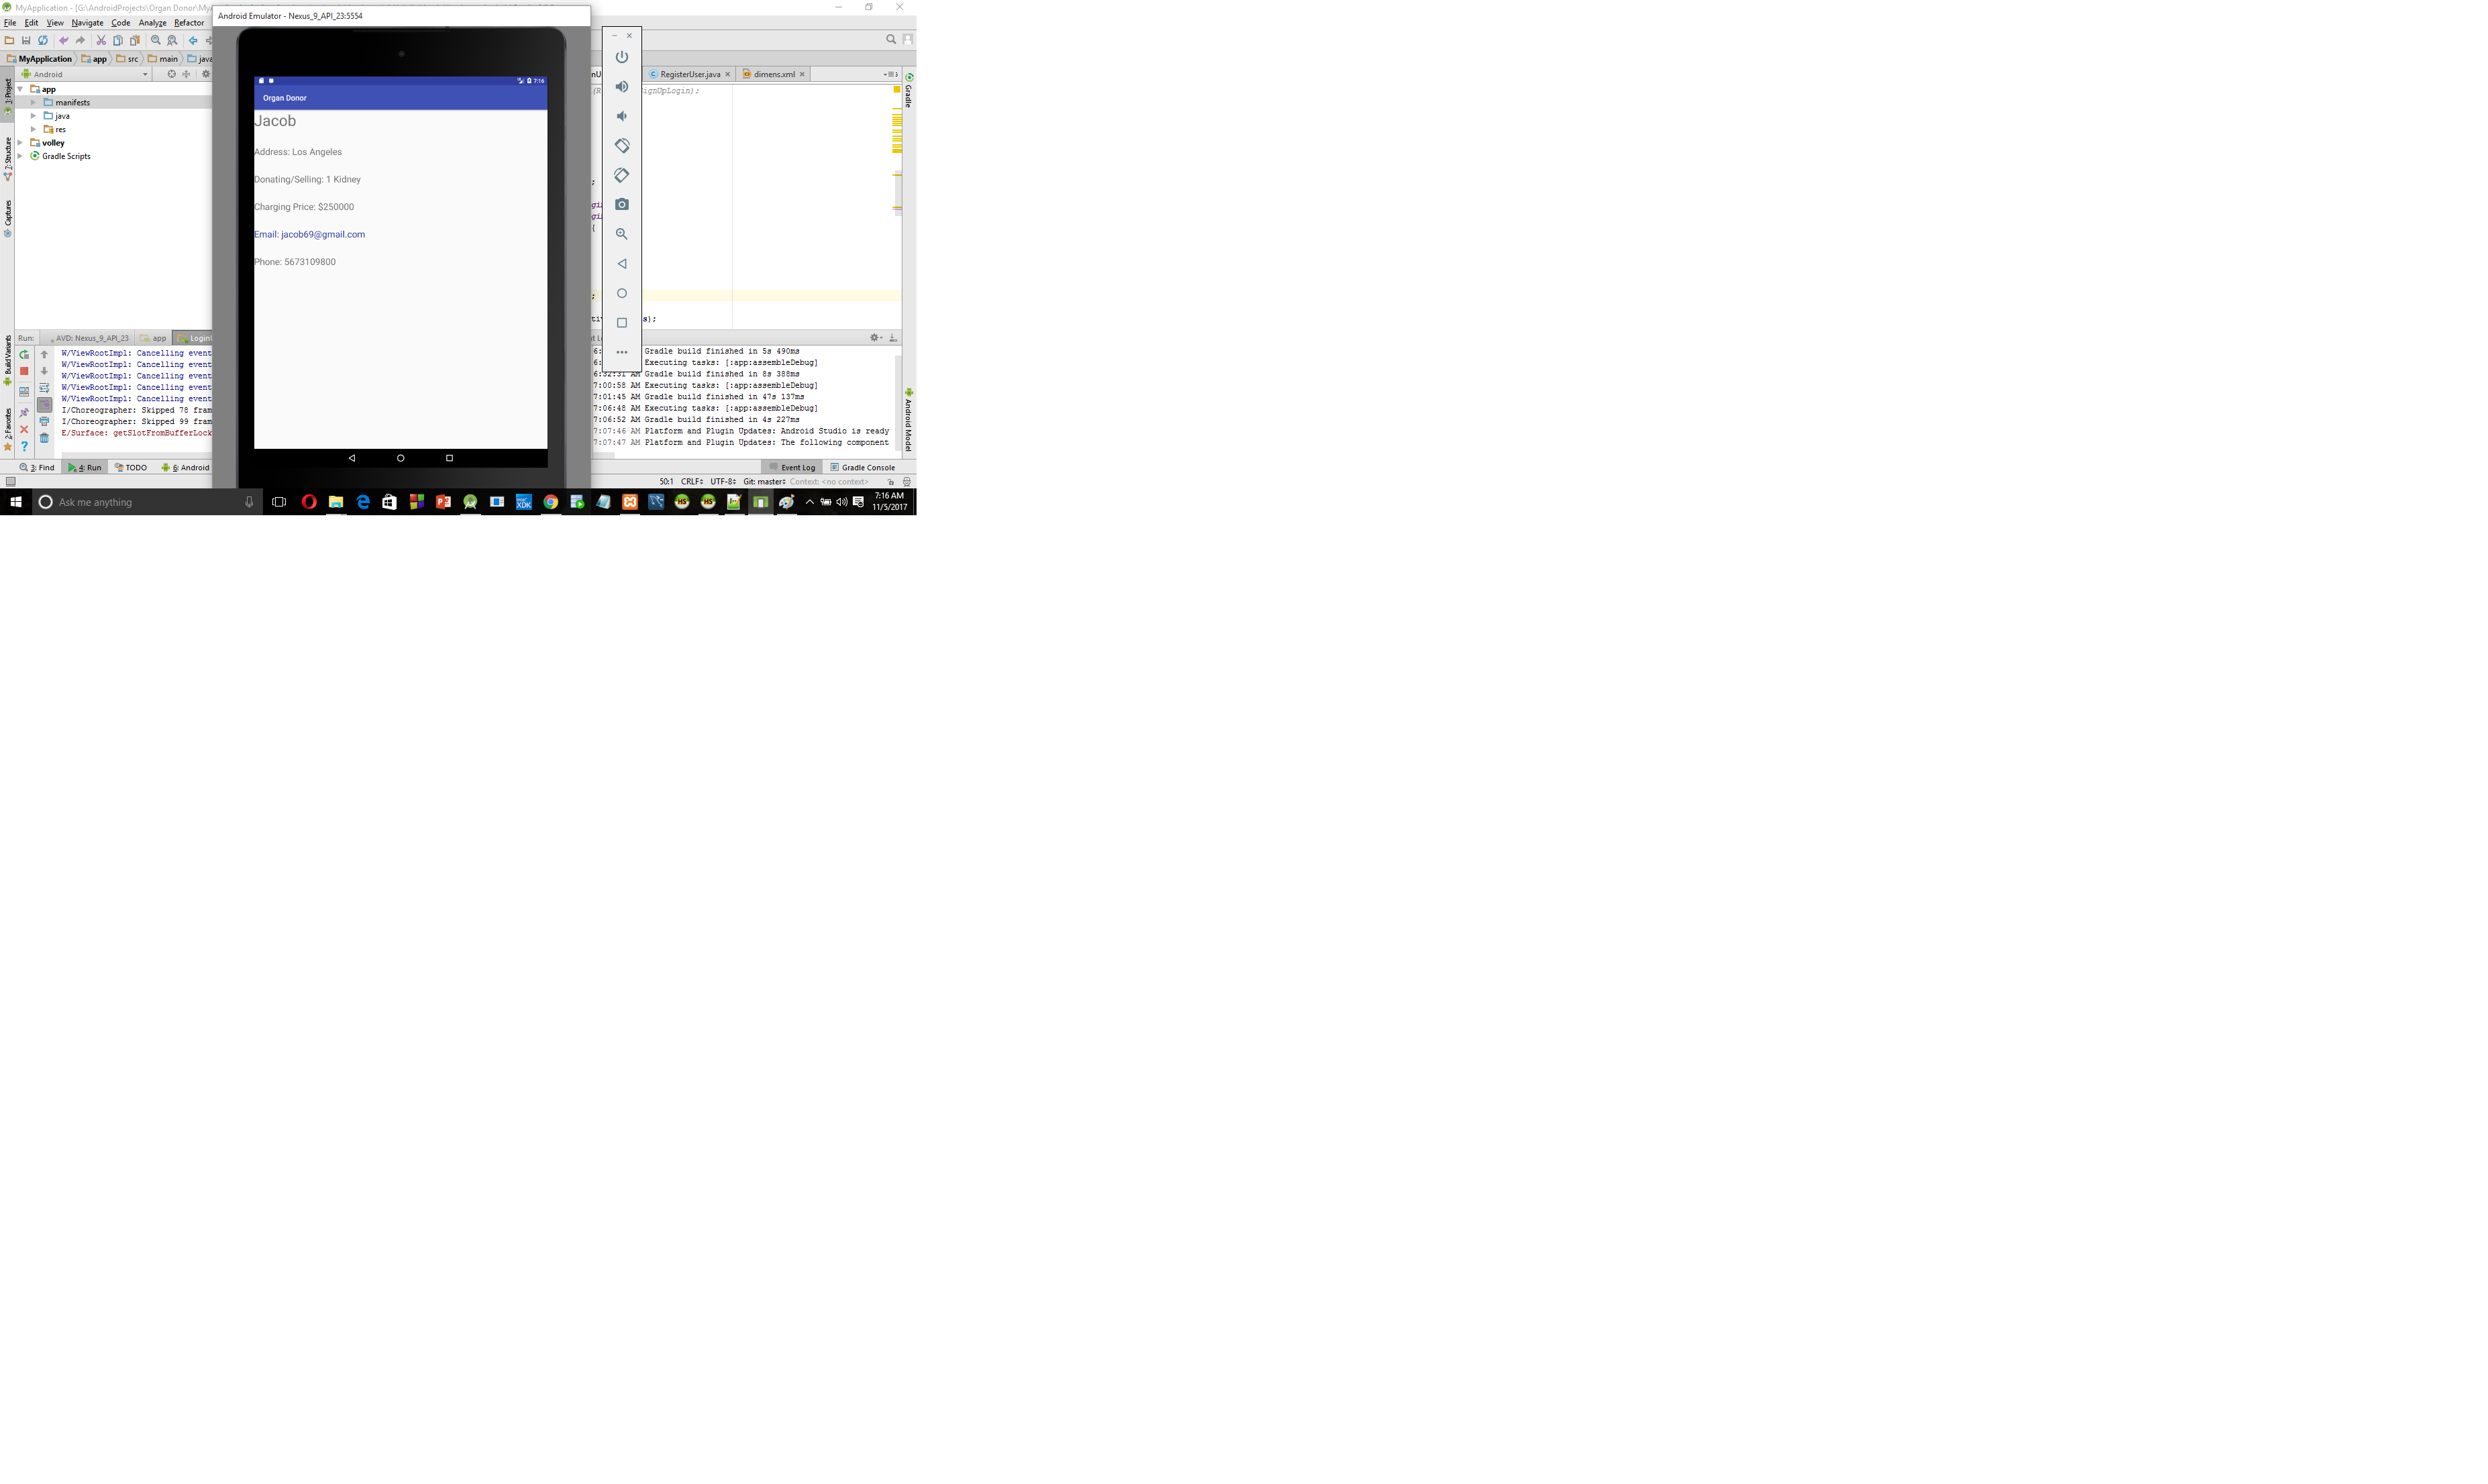 MyApplication - [G:\AndroidProjects\Organ Donor\My
File Edit View Navigate Code Analyze Refactor
MyApplication app src main java
Android
app
manifests
java
res
volley
Gradle Scripts
1: Project
7: Structure
Captures
Build Variants
2: Favorites
Android Emulator - Nexus_9_API_23:5554
7:16
Organ Donor
Jacob
Address: Los Angeles
Donating/Selling: 1 Kidney
Charging Price: $250000
Email: jacob69@gmail.com
Phone: 5673109800
RegisterUser.java dimens.xml
ignUpLogin);
s);
Gradle
Android Model
Run: AVD: Nexus_9_API_23 app Login
W/ViewRootImpl: Cancelling event
W/ViewRootImpl: Cancelling event
W/ViewRootImpl: Cancelling event
W/ViewRootImpl: Cancelling event
W/ViewRootImpl: Cancelling event
I/Choreographer: Skipped 78 fram
I/Choreographer: Skipped 99 fram
E/Surface: getSlotFromBufferLock
Gradle build finished in 5s 490ms
Executing tasks: [:app:assembleDebug]
6:32:31 AM Gradle build finished in 8s 388ms
7:00:58 AM Executing tasks: [:app:assembleDebug]
7:01:45 AM Gradle build finished in 47s 137ms
7:06:48 AM Executing tasks: [:app:assembleDebug]
7:06:52 AM Gradle build finished in 4s 227ms
7:07:46 AM Platform and Plugin Updates: Android Studio is ready
7:07:47 AM Platform and Plugin Updates: The following component
3: Find 4: Run TODO 6: Android
Event Log Gradle Console
50:1 CRLF UTF-8 Git: master Context: <no context>
Ask me anything
XDK
HS
HS
7:16 AM
11/5/2017